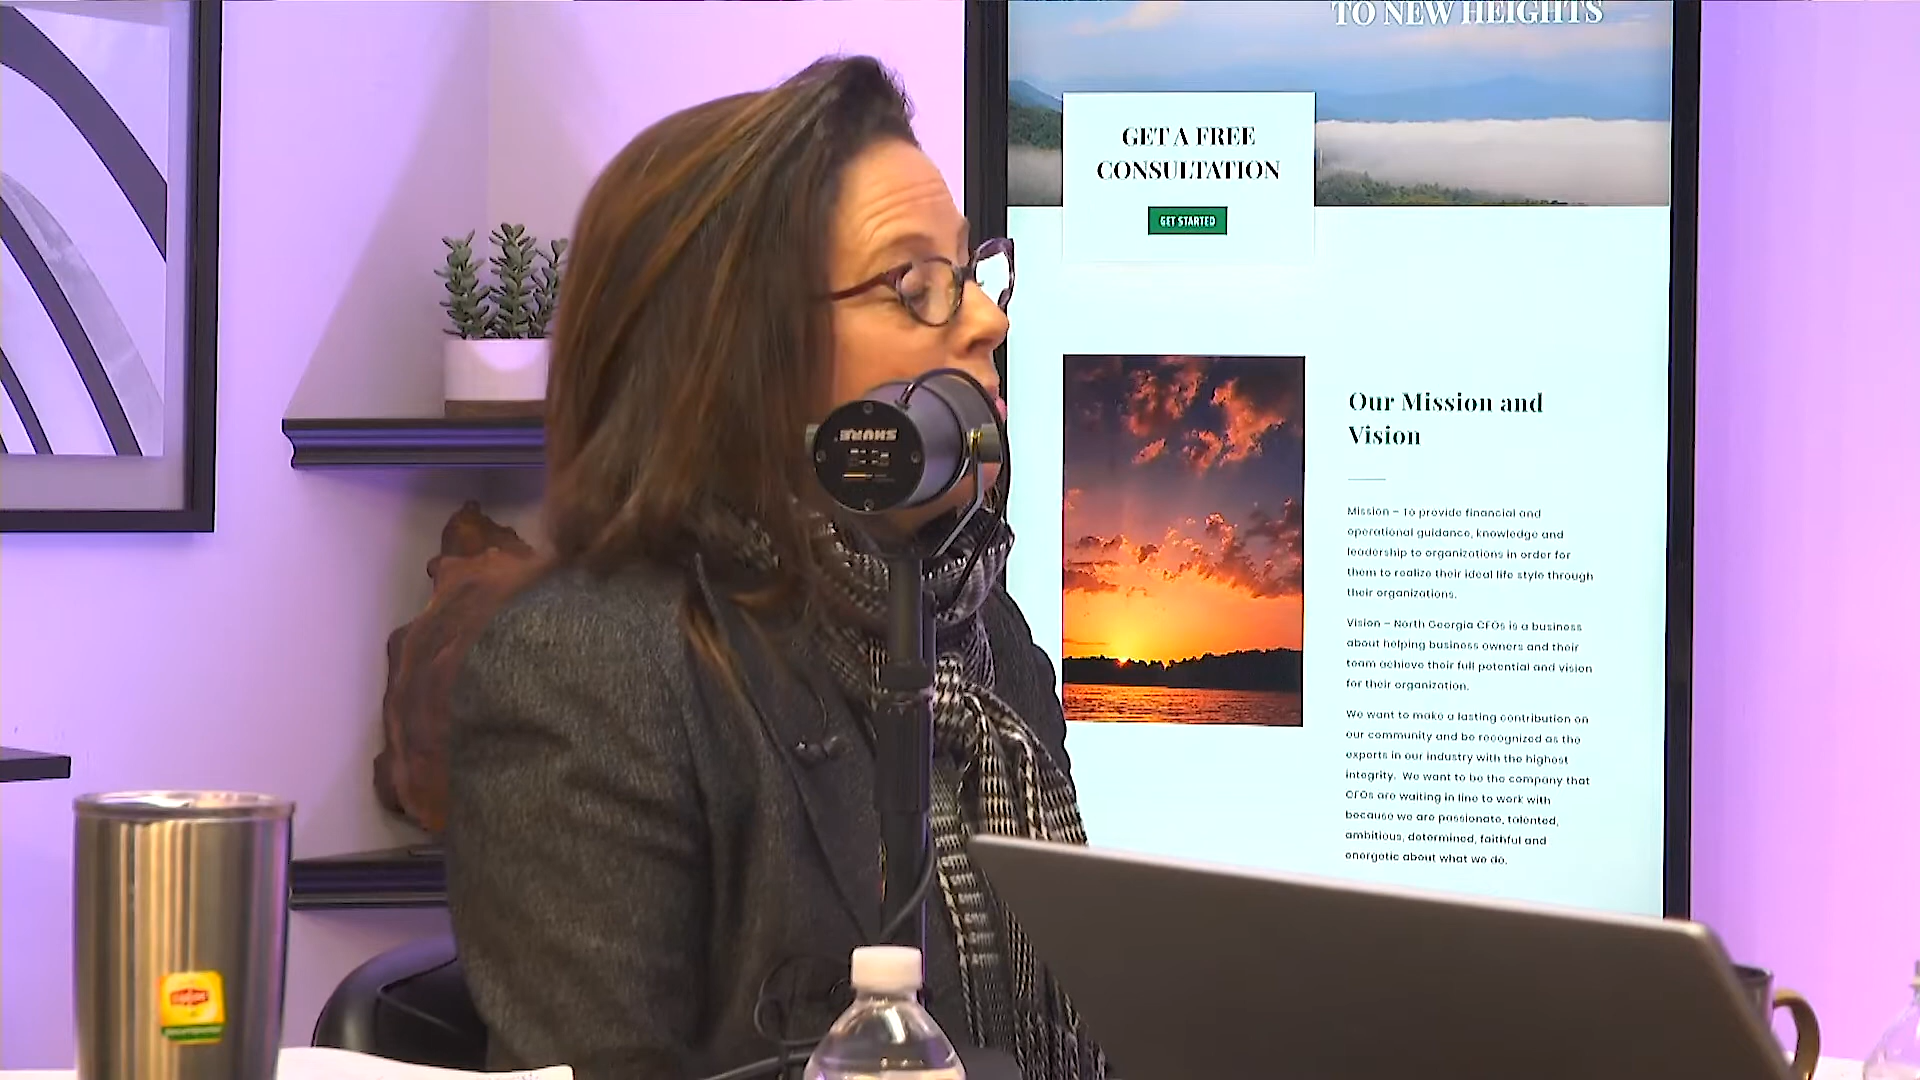 TO NEW HEIGHTS
GET A FREE
CONSULTATION
GET STARTED
Our Mission and
Vision
Mission – To provide financial and
operational guidance, knowledge and
leadership to organizations in order for
them to realize their ideal life style through
their organizations.
Vision – North Georgia CFOs is a business
about helping business owners and their
team achieve their full potential and vision
for their organization.
We want to make a lasting contribution on
our community and be recognized as the
experts in our industry with the highest
integrity. We want to be the company that
CFOs are waiting in line to work with
because we are passionate, talented,
ambitious, determined, faithful and
energetic about what we do.
SHURE
Lipton